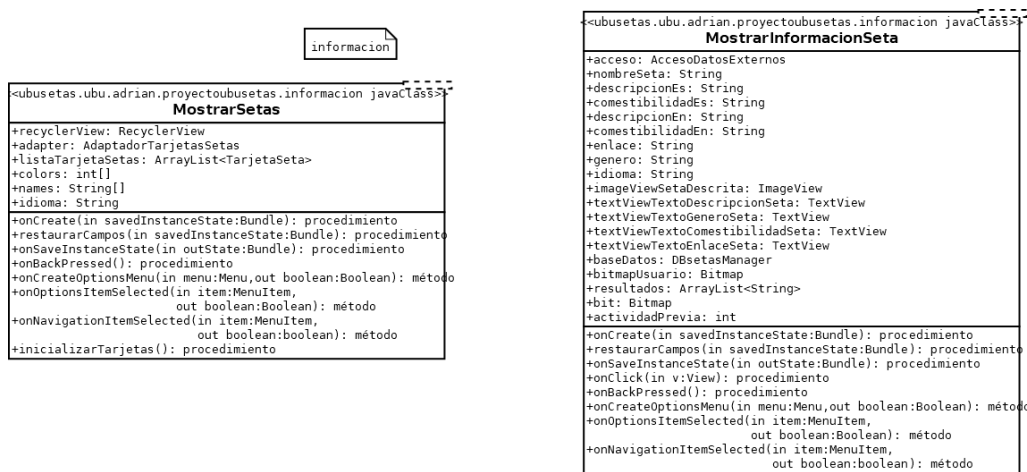 informacion
<<ubusetas.ubu.adrian.proyectoubusetas.informacion javaClass>>
MostrarSetas
+recyclerView: RecyclerView
+adapter: AdaptadorTarjetasSetas
+listaTarjetaSetas: ArrayList<TarjetaSeta>
+colors: int[]
+names: String[]
+idioma: String
+onCreate(in savedInstanceState:Bundle): procedimiento
+restaurarCampos(in savedInstanceState:Bundle): procedimiento
+onSaveInstanceState(in outState:Bundle): procedimiento
+onBackPressed(): procedimiento
+onCreateOptionsMenu(in menu:Menu,out boolean:Boolean): método
+onOptionsItemSelected(in item:MenuItem,
out boolean:Boolean): método
+onNavigationItemSelected(in item:MenuItem,
out boolean:boolean): método
+inicializarTarjetas(): procedimiento
<<ubusetas.ubu.adrian.proyectoubusetas.informacion javaClass>>
MostrarInformacionSeta
+acceso: AccesoDatosExternos
+nombreSeta: String
+descripcionEs: String
+comestibilidadEs: String
+descripcionEn: String
+comestibilidadEn: String
+enlace: String
+genero: String
+idioma: String
+imageViewSetaDescrita: ImageView
+textViewTextoDescripcionSeta: TextView
+textViewTextoGeneroSeta: TextView
+textViewTextoComestibilidadSeta: TextView
+textViewTextoEnlaceSeta: TextView
+baseDatos: DBsetasManager
+bitmapUsuario: Bitmap
+resultados: ArrayList<String>
+bit: Bitmap
+actividadPrevia: int
+onCreate(in savedInstanceState:Bundle): procedimiento
+restaurarCampos(in savedInstanceState:Bundle): procedimiento
+onSaveInstanceState(in outState:Bundle): procedimiento
+onClick(in v:View): procedimiento
+onBackPressed(): procedimiento
+onCreateOptionsMenu(in menu:Menu,out boolean:Boolean): método
+onOptionsItemSelected(in item:MenuItem,
out boolean:Boolean): método
+onNavigationItemSelected(in item:MenuItem,
out boolean:boolean): método